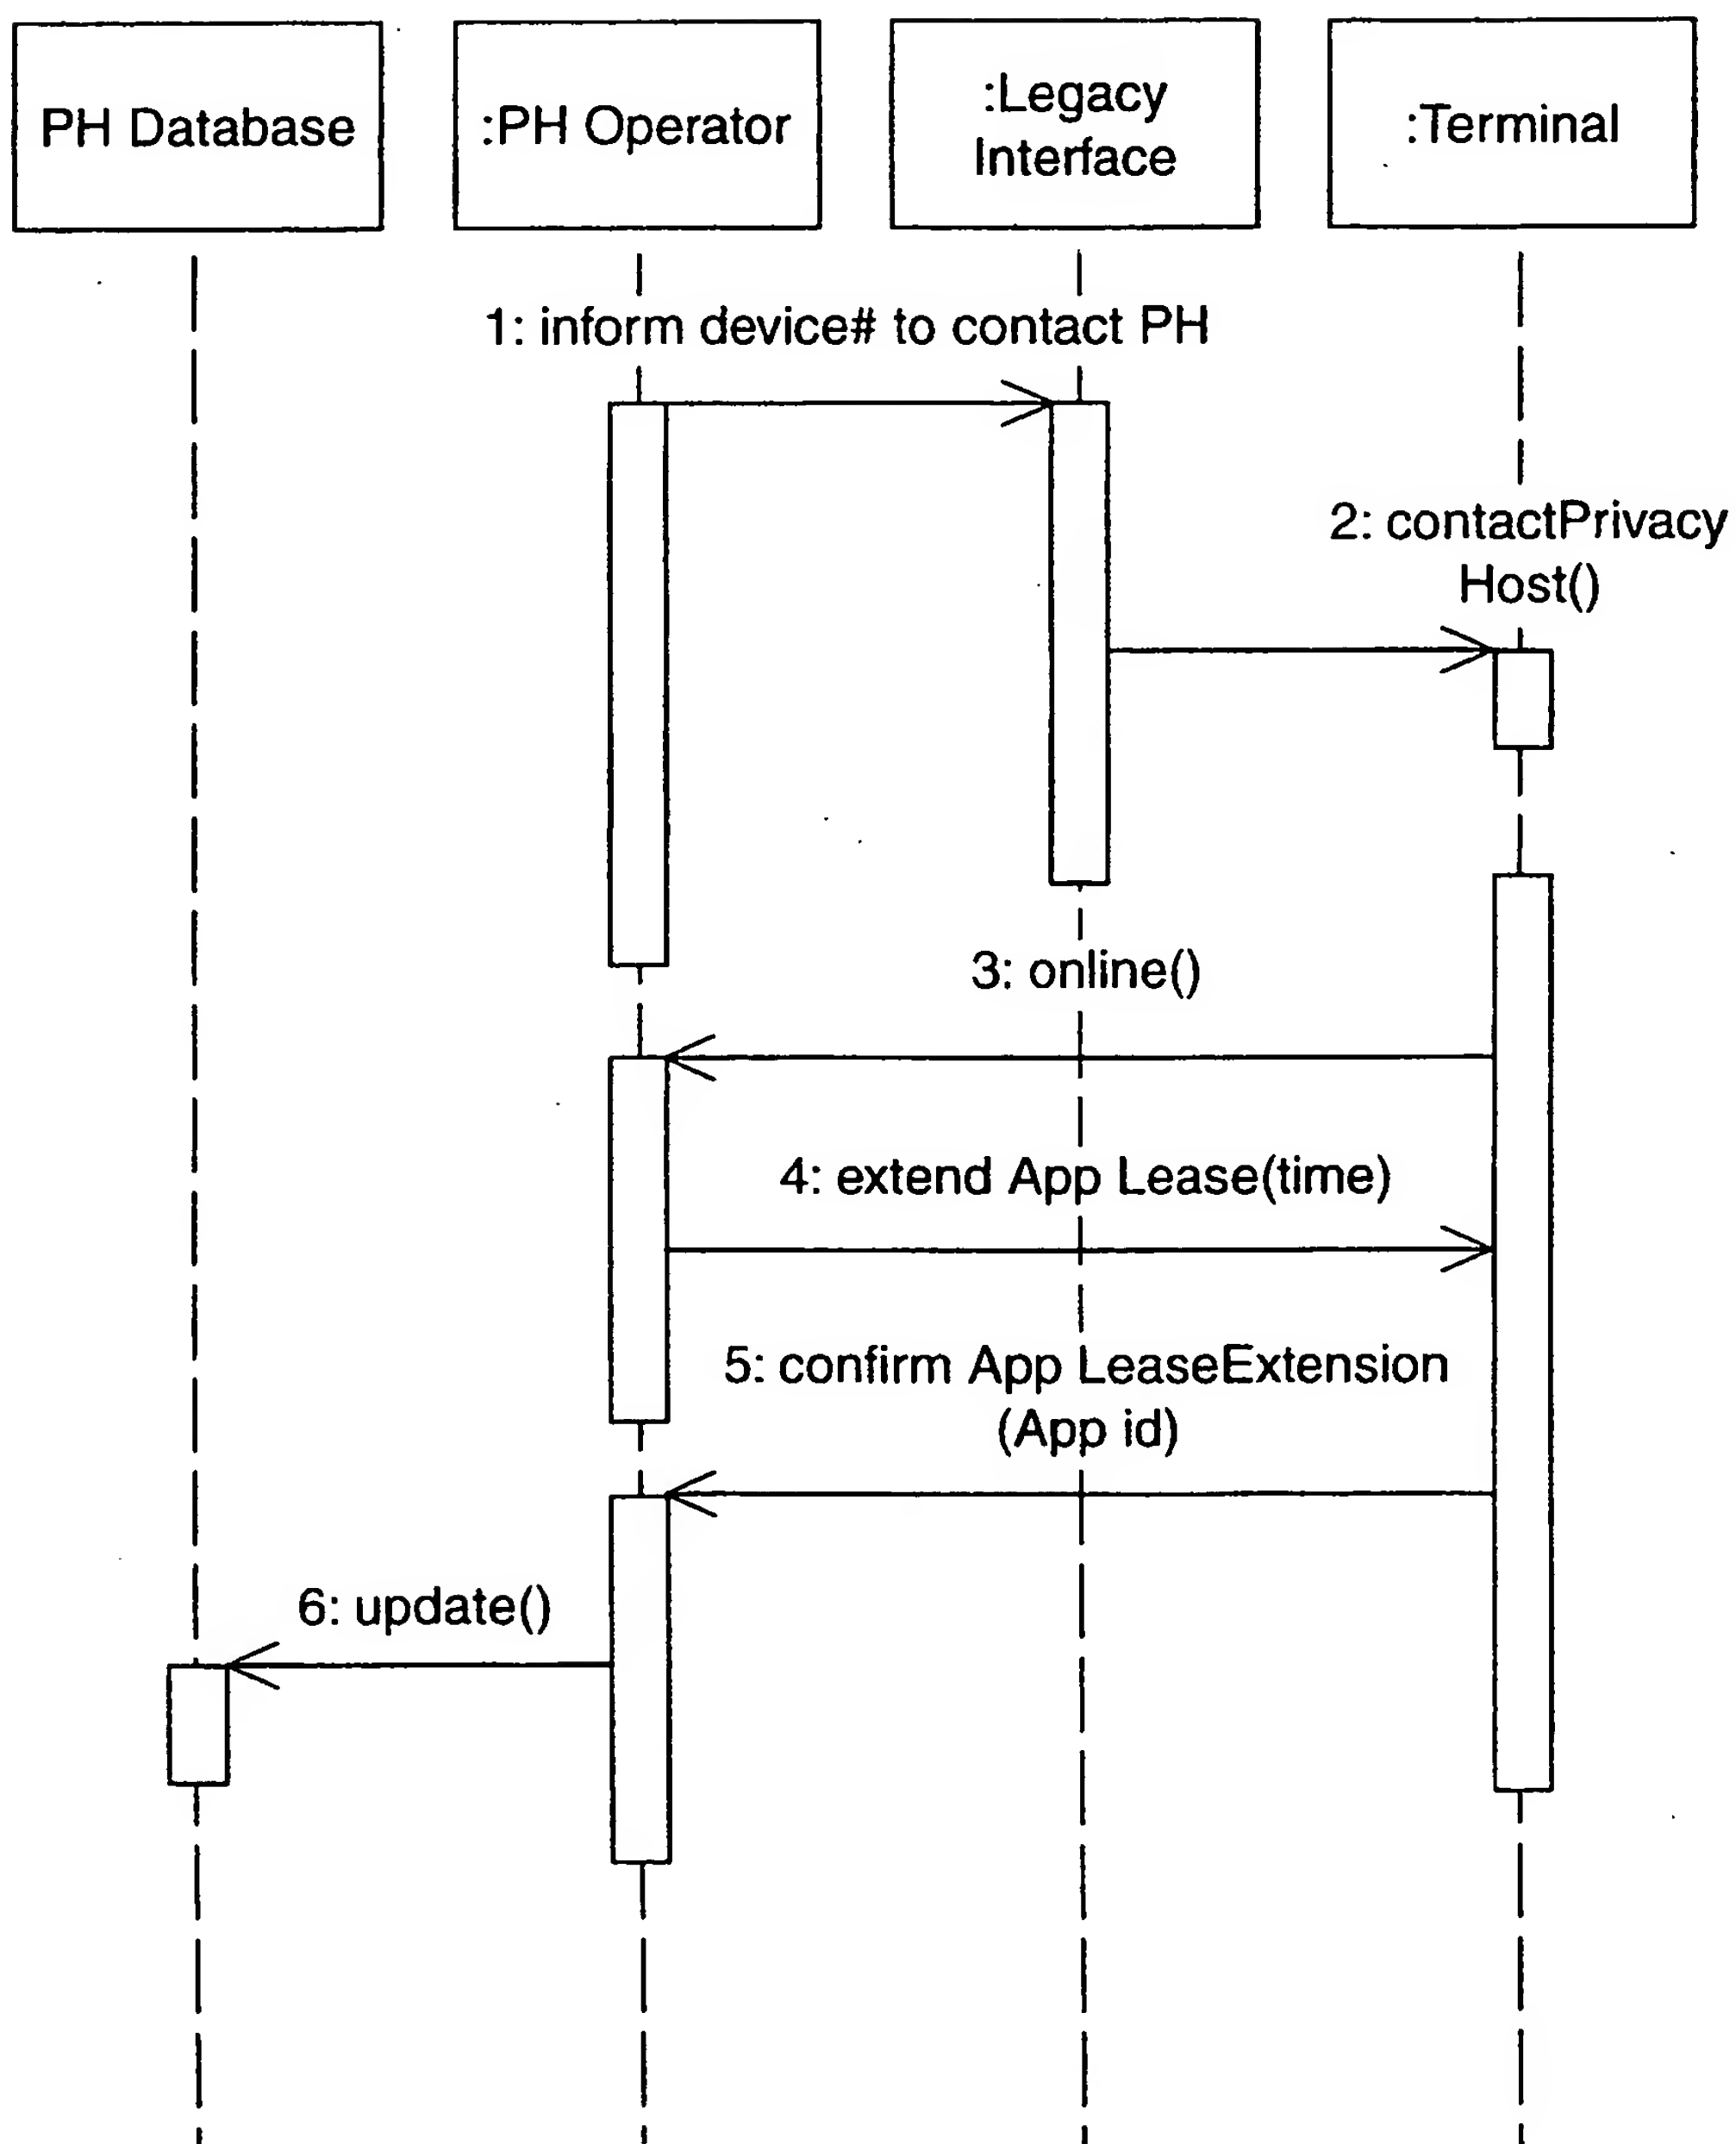 PH Database
:PH Operator
:Legacy
Interface
:Terminal
1: inform device# to contact PH
2: contactPrivacy
Host()
3: online()
4: extend App Lease(time)
5: confirm App LeaseExtension
(App id)
6: update()